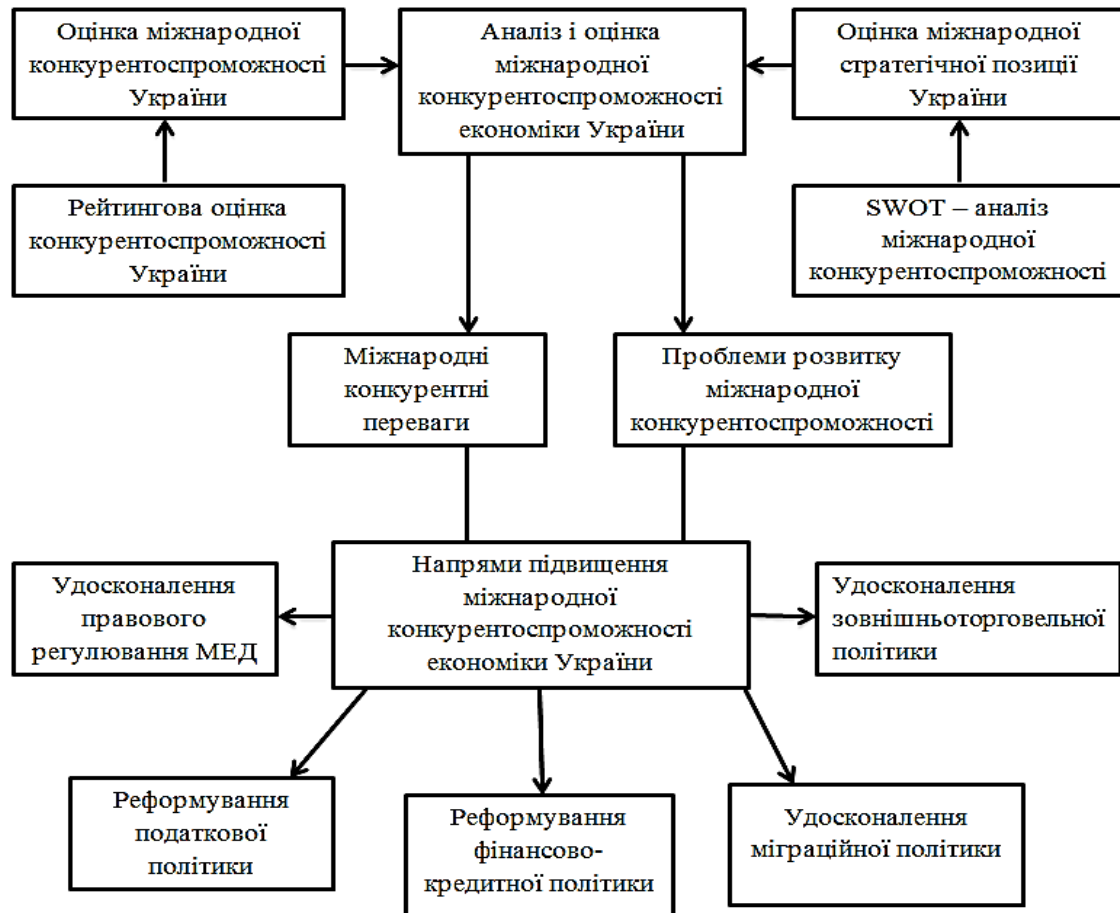 Оцінка міжнародної
конкурентоспроможності
України
Аналіз і оцінка
міжнародної
конкурентоспроможності
економіки України
Оцінка міжнародної
стратегічної позиції
України
Рейтингова оцінка
конкурентоспроможності
України
SWOT – аналіз
міжнародної
конкурентоспроможності
Міжнародні
конкурентні
переваги
Проблеми розвитку
міжнародної
конкурентоспроможності
Напрями підвищення
міжнародної
конкурентоспроможності
економіки України
Удосконалення
правового
регулювання МЕД
Удосконалення
зовнішньоторговельної
політики
Реформування
податкової
політики
Реформування
фінансово-
кредитної політики
Удосконалення
міграційної політики